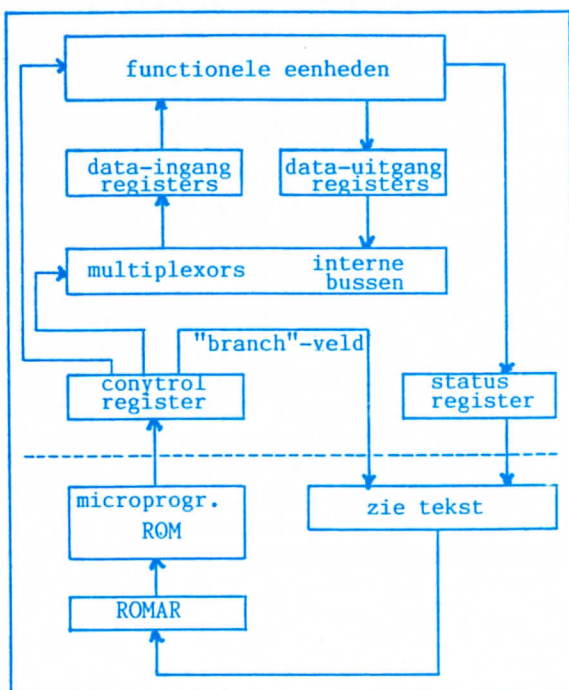 functionele eenheden
data-ingang
registers
data-uitgang
registers
multiplexors
interne
bussen
"branch"-veld
conytrol
register
status
register
microprogr.
ROM
zie tekst
ROMAR